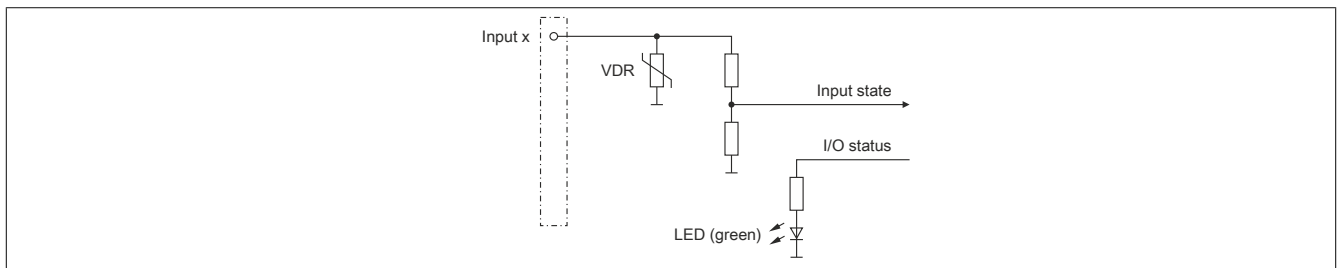 Input x
VDR
Input state
I/O status
LED (green)